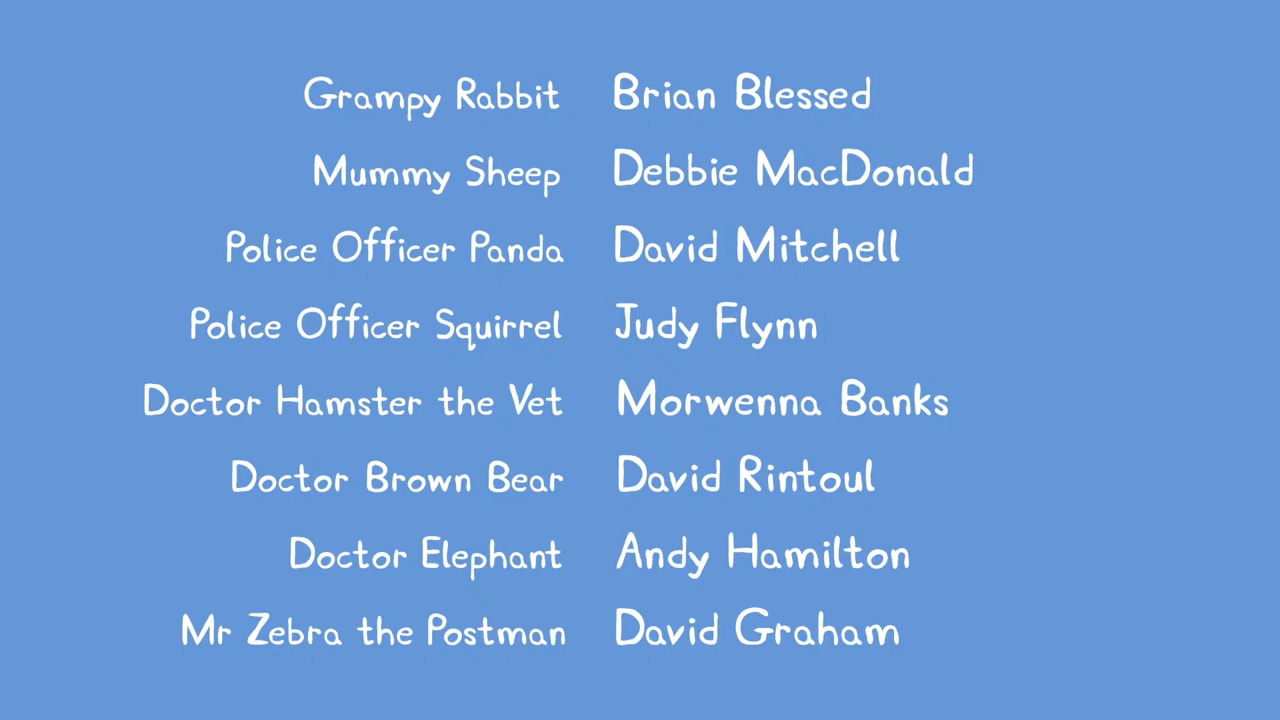 Grampy Rabbit Brian Blessed
Mummy Sheep Debbie MacDonald
Police Officer Panda David Mitchell
Police Officer Squirrel Judy Flynn
Doctor Hamster the Vet Morwenna Banks
Doctor Brown Bear David Rintoul
Doctor Elephant Andy Hamilton
Mr Zebra the Postman David Graham